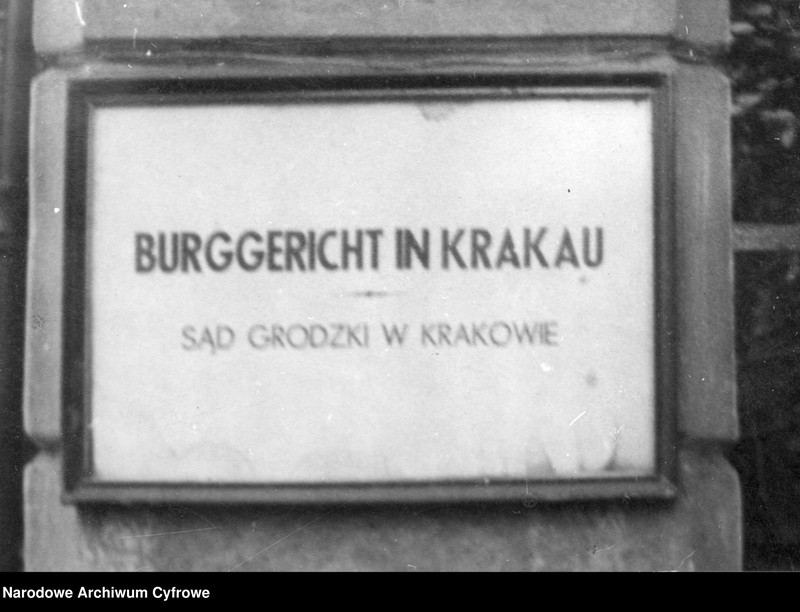 BURGGERICHT IN KRAKAU
SĄD GRODZKI W KRAKOWIE
Narodowe Archiwum Cyfrowe